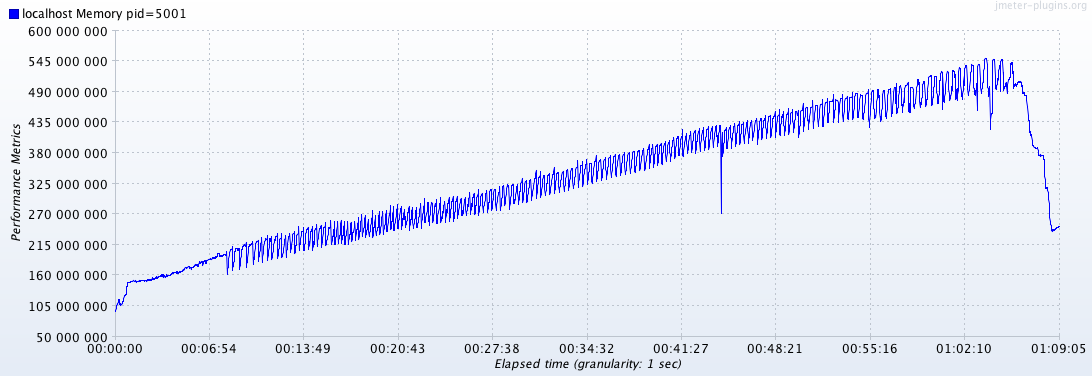 jmeter-plugins.org
localhost Memory pid=5001
600 000 000
545 000 000
490 000 000
435 000 000
380 000 000
325 000 000
270 000 000
215 000 000
160 000 000
105 000 000
50 000 000
Performance Metrics
00:00:00 00:06:54 00:13:49 00:20:43 00:27:38 00:34:32 00:41:27 00:48:21 00:55:16 01:02:10 01:09:05
Elapsed time (granularity: 1 sec)